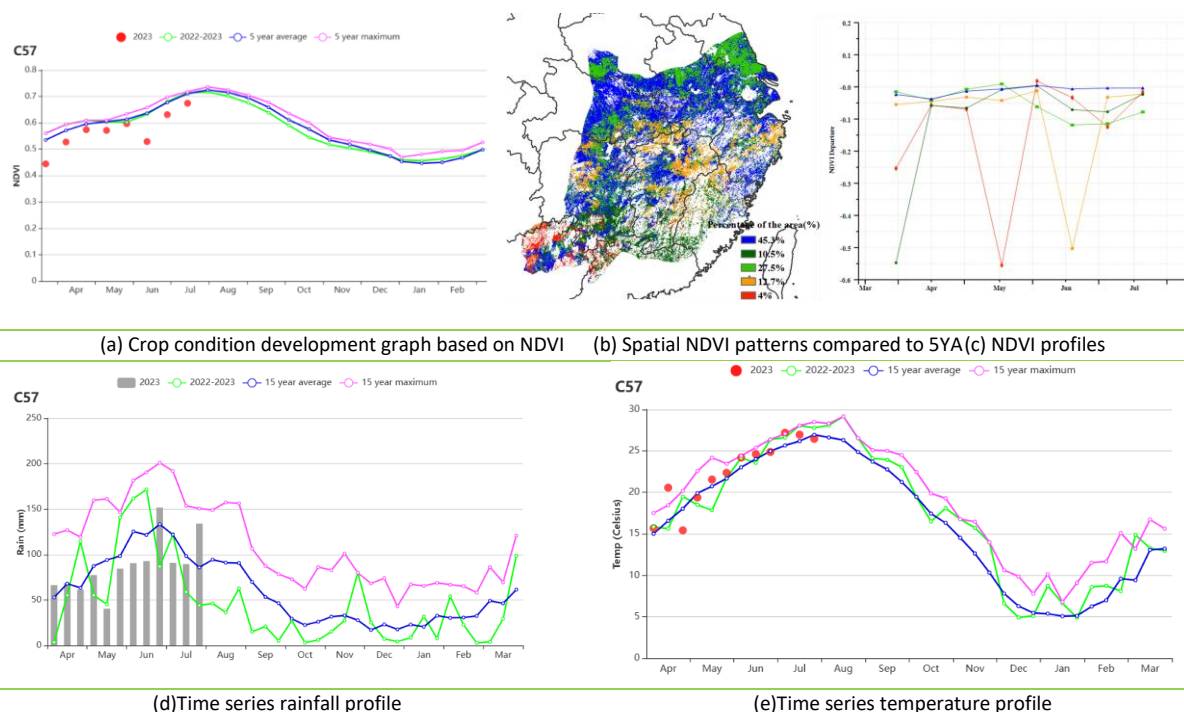 C57
2023 2022-2023 5 year average 5 year maximum
NDVI
0.8
0.7
0.6
0.5
0.4
0.3
0.2
0.1
0
Apr May Jun Jul Aug Sep Oct Nov Dec Jan Feb
(b)
Percentage of the area(%)
45.3%
10.5%
27.5%
12.7%
4%
NDVI Departure
0.2
0.1
-0.0
-0.1
-0.2
-0.3
-0.4
-0.5
-0.6
Mar Apr May Jun Jul
(a) Crop condition development graph based on NDVI (b) Spatial NDVI patterns compared to 5YA (c) NDVI profiles
2023 2022-2023 15 year average 15 year maximum
C57
Rain (mm)
250
200
150
100
50
0
Apr May Jun Jul Aug Sep Oct Nov Dec Jan Feb Mar
2023 2022-2023 15 year average 15 year maximum
C57
Temp (Celsius)
30
25
20
15
10
5
0
Apr May Jun Jul Aug Sep Oct Nov Dec Jan Feb Mar
(d)Time series rainfall profile (e)Time series temperature profile